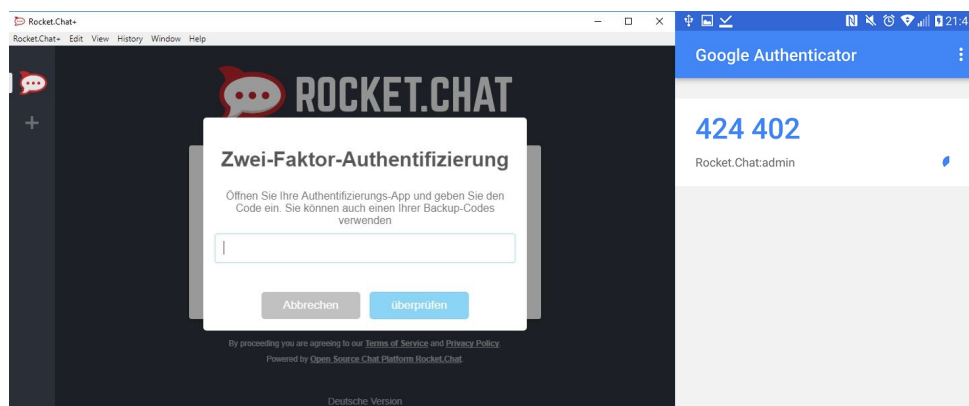 Rocket.Chat+
Rocket.Chat+ Edit View History Window Help
ROCKET.CHAT
Zwei-Faktor-Authentifizierung
Öffnen Sie Ihre Authentifizierungs-App und geben Sie den
Code ein. Sie können auch einen Ihrer Backup-Codes
verwenden
Abbrechen überprüfen
By proceeding you are agreeing to our Terms of Service and Privacy Policy.
Powered by Open Source Chat Platform Rocket.Chat.
Deutsche Version
21:4
Google Authenticator
424 402
Rocket.Chat:admin